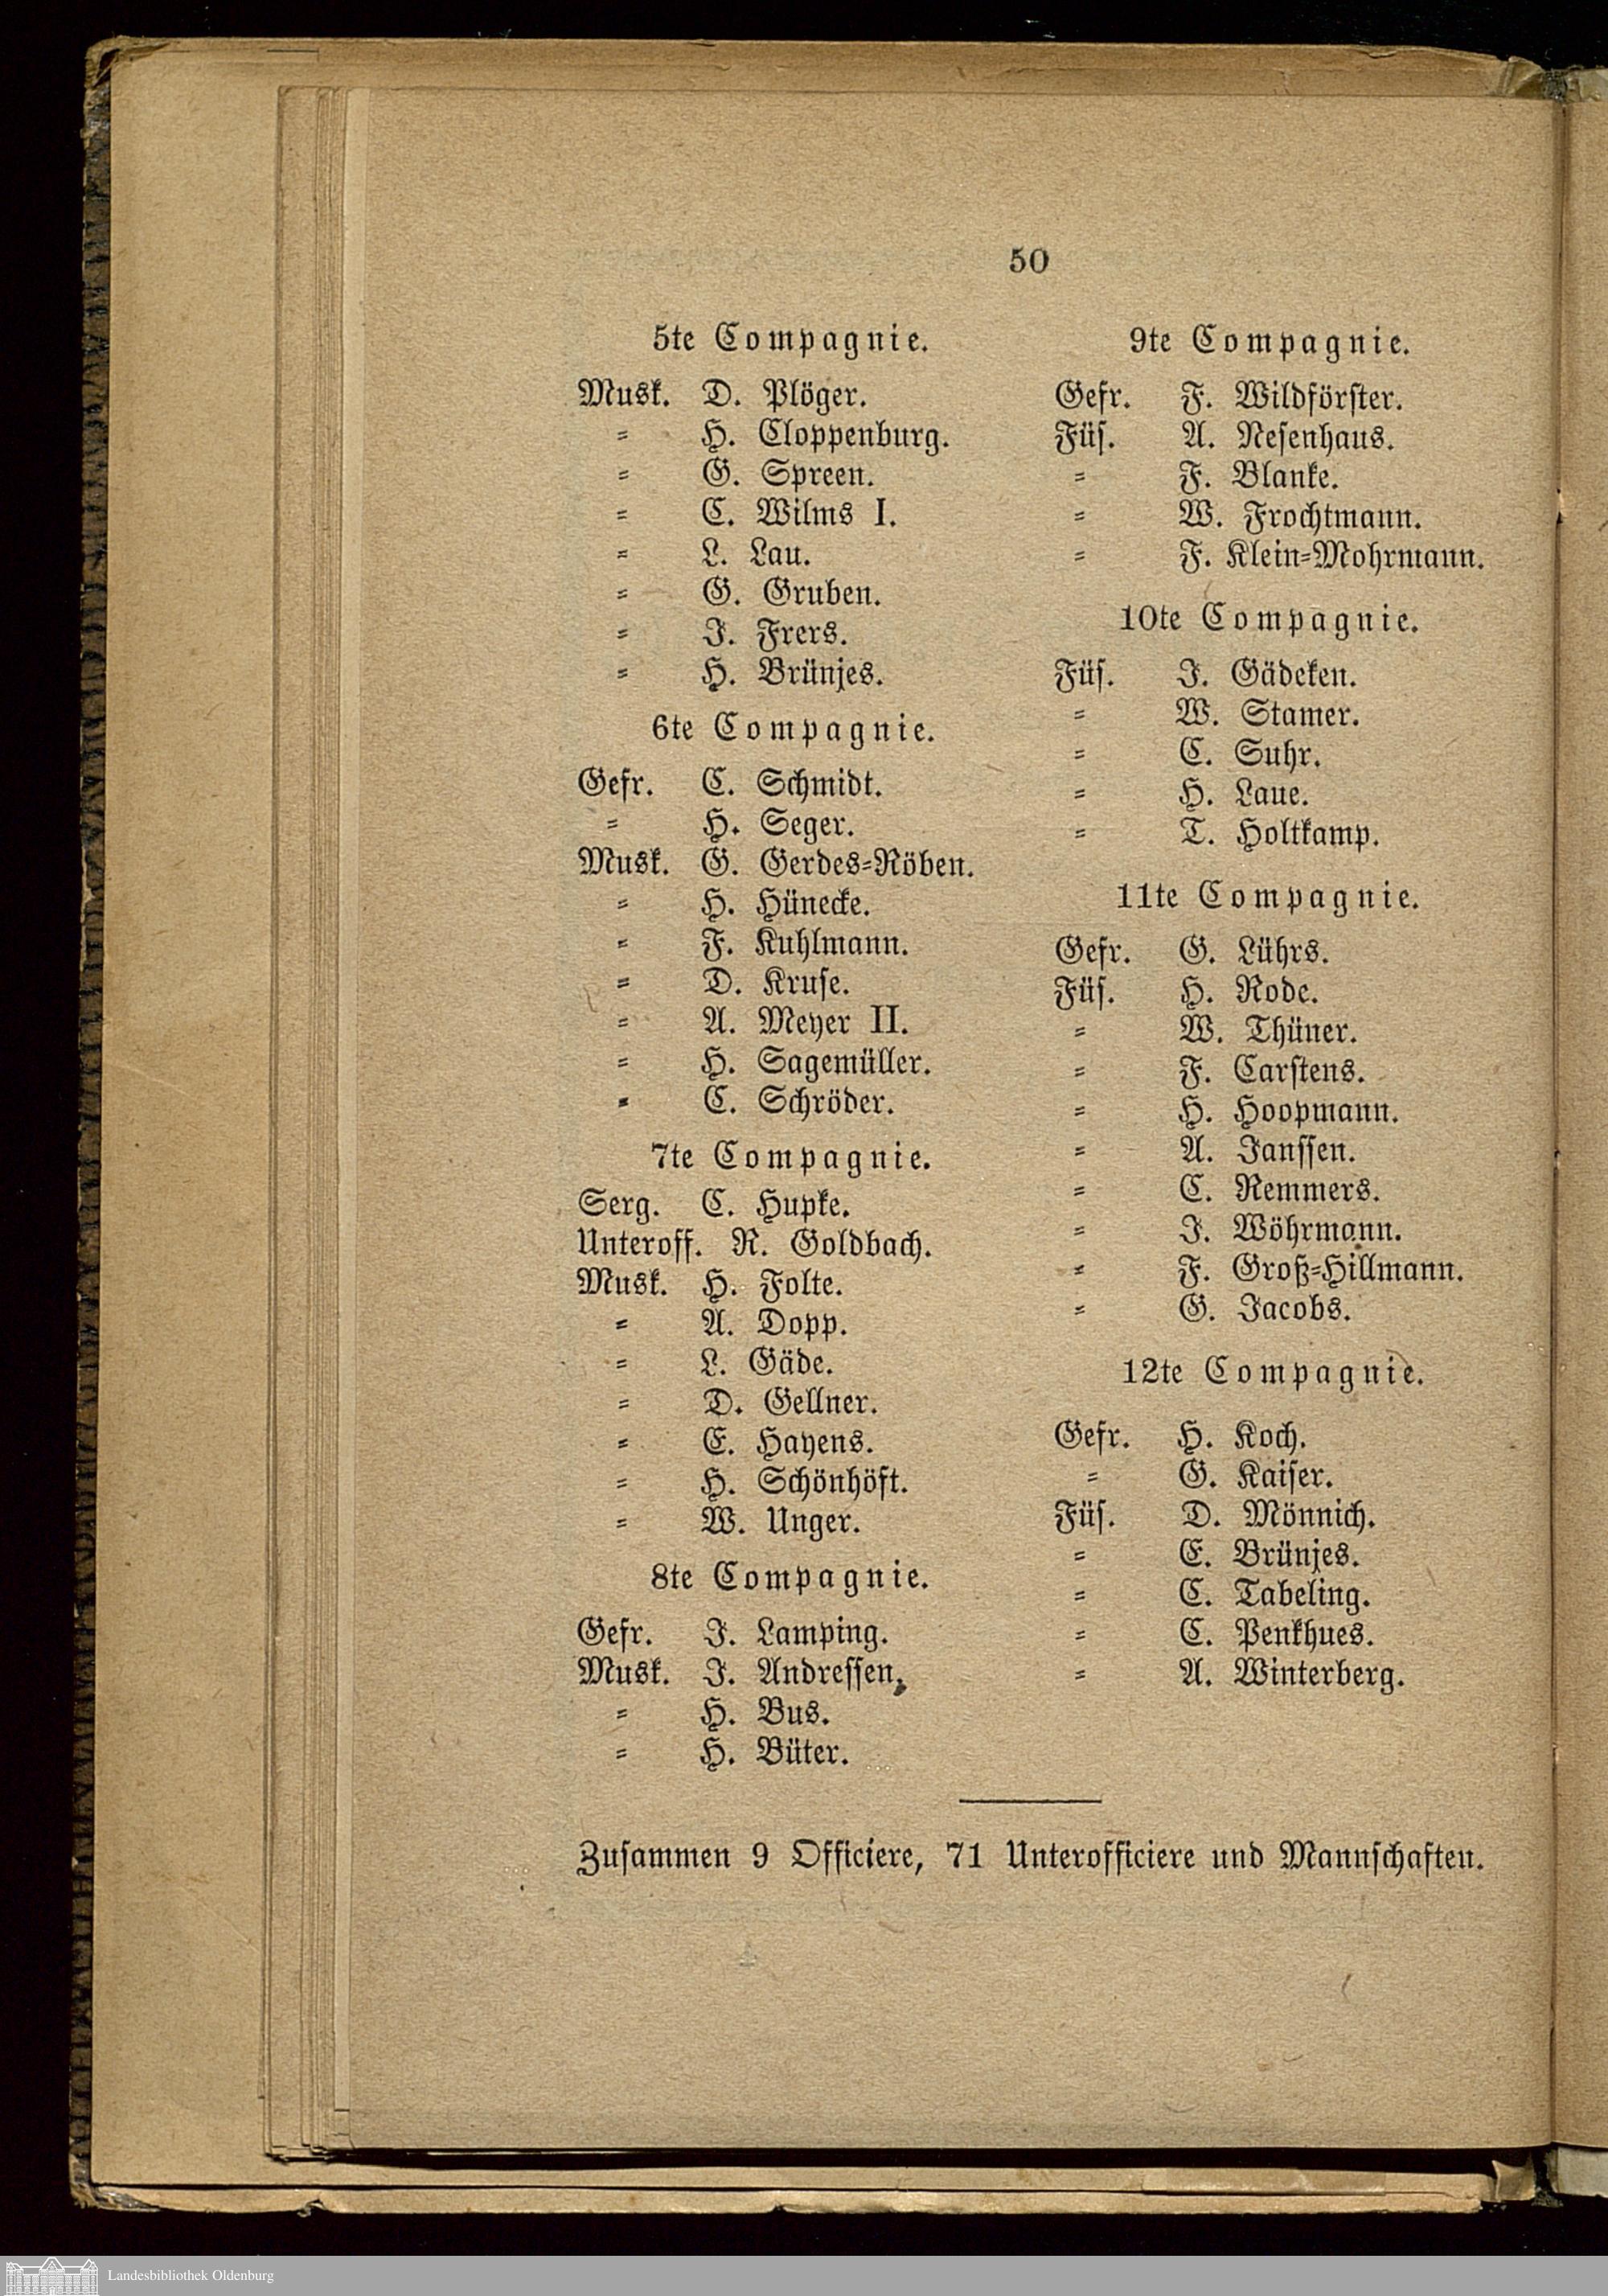 50
5te Compagnie.
Musk. D. Plöger.
= H. Cloppenburg.
= G. Spreen.
= C. Wilms I.
= L. Lau.
= G. Gruben.
= J. Frers.
= H. Brünjes.
6te Compagnie.
Gefr. C. Schmidt.
= H. Seger.
Musk. G. Gerdes=Röben.
= H. Hünecke.
= F. Kuhlmann.
= D. Kruse.
= A. Meyer II.
= H. Sagemüller.
= C. Schröder.
7te Compagnie.
Serg. C. Hupke.
Unteroff. R. Goldbach.
Musk. H. Folte.
= A. Dopp.
= L. Gäde.
= D. Gellner.
= E. Hayens.
= H. Schönhöft.
= W. Unger.
8te Compagnie.
Gefr. J. Lamping.
Musk. J. Andressen,
= H. Bus.
= H. Büter.
9te Compagnie.
Gefr. F. Wildförster.
Füs. A. Nesenhaus.
= F. Blanke.
= W. Frochtmann.
= F. Klein=Mohrmann.
10te Compagnie.
Füs. J. Gädeken.
= W. Stamer.
= C. Suhr.
= H. Laue.
= T. Holtkamp.
11te Compagnie.
Gefr. G. Lührs.
Füs. H. Rode.
= W. Thüner.
= F. Carstens.
= H. Hoopmann.
= A. Janssen.
= C. Remmers.
= J. Wöhrmann.
= F. Groß=Hillmann.
= G. Jacobs.
12te Compagnie.
Gefr. H. Koch.
= G. Kaiser.
Füs. D. Mönnich.
= E. Brünjes.
= C. Tabeling.
= C. Penkhues.
= A. Winterberg.
Zusammen 9 Officiere, 71 Unterofficiere und Mannschaften.
Landesbibliothek Oldenburg